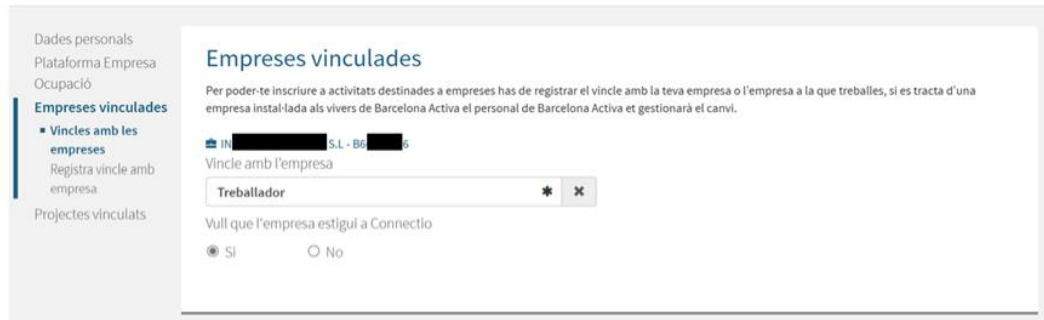 Dades personals
Plataforma Empresa
Ocupació
Empreses vinculades
Vincles amb les
empreses
Registra vincle amb
empresa
Projectes vinculats
Empreses vinculades
Per poder-te inscriure a activitats destinades a empreses has de registrar el vincle amb la teva empresa o l'empresa a la que treballes, si es tracta d'una
empresa instal·lada als vivers de Barcelona Activa el personal de Barcelona Activa et gestionarà el canvi.
IN S.L - B6 6
Vincle amb l'empresa
Treballador
Vull que l'empresa estigui a Connectio
Sí No